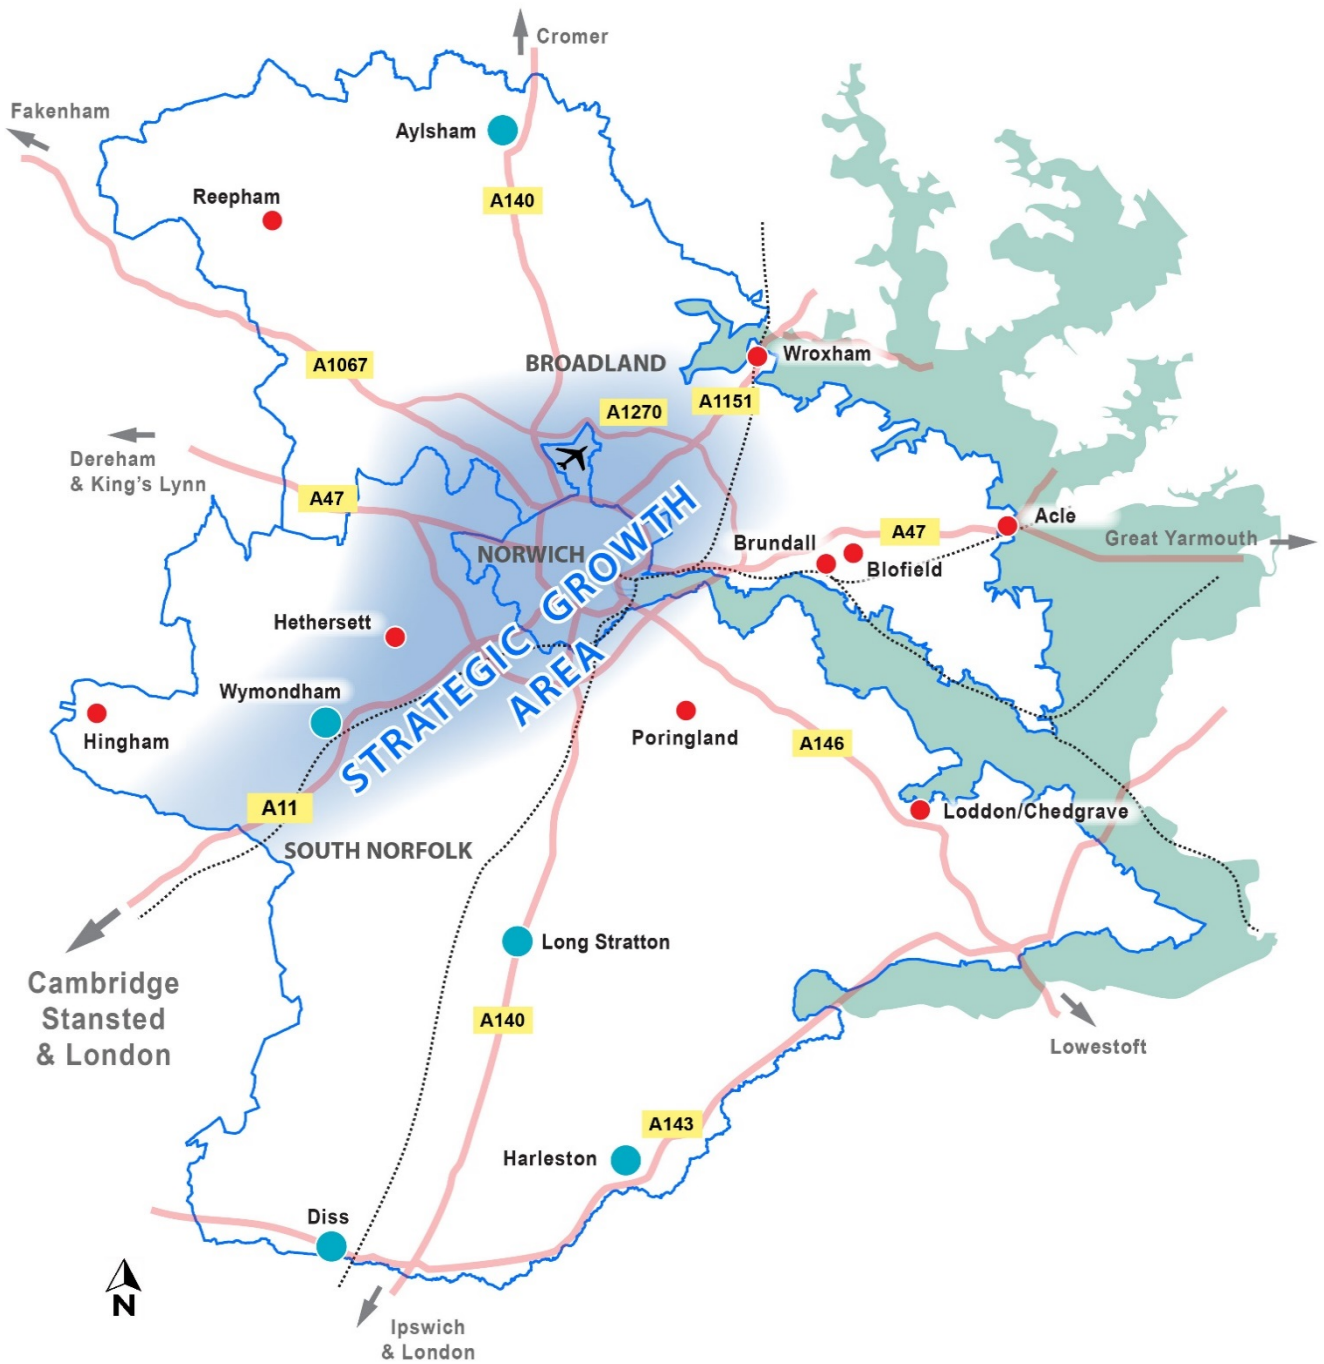 Cromer
Fakenham
Aylsham
Reepham
A140
BROADLAND
Wroxham
A1067
A1270
A1151
Dereham
& King's Lynn
A47
NORWICH
Brundall
A47
Acle
Great Yarmouth
Blofield
Hethersett
STRATEGIC GROWTH
AREA
Wymondham
Hingham
Poringland
A146
A11
Loddon/Chedgrave
SOUTH NORFOLK
Long Stratton
Cambridge
Stansted
& London
A140
Lowestoft
A143
Harleston
Diss
N
Ipswich
& London